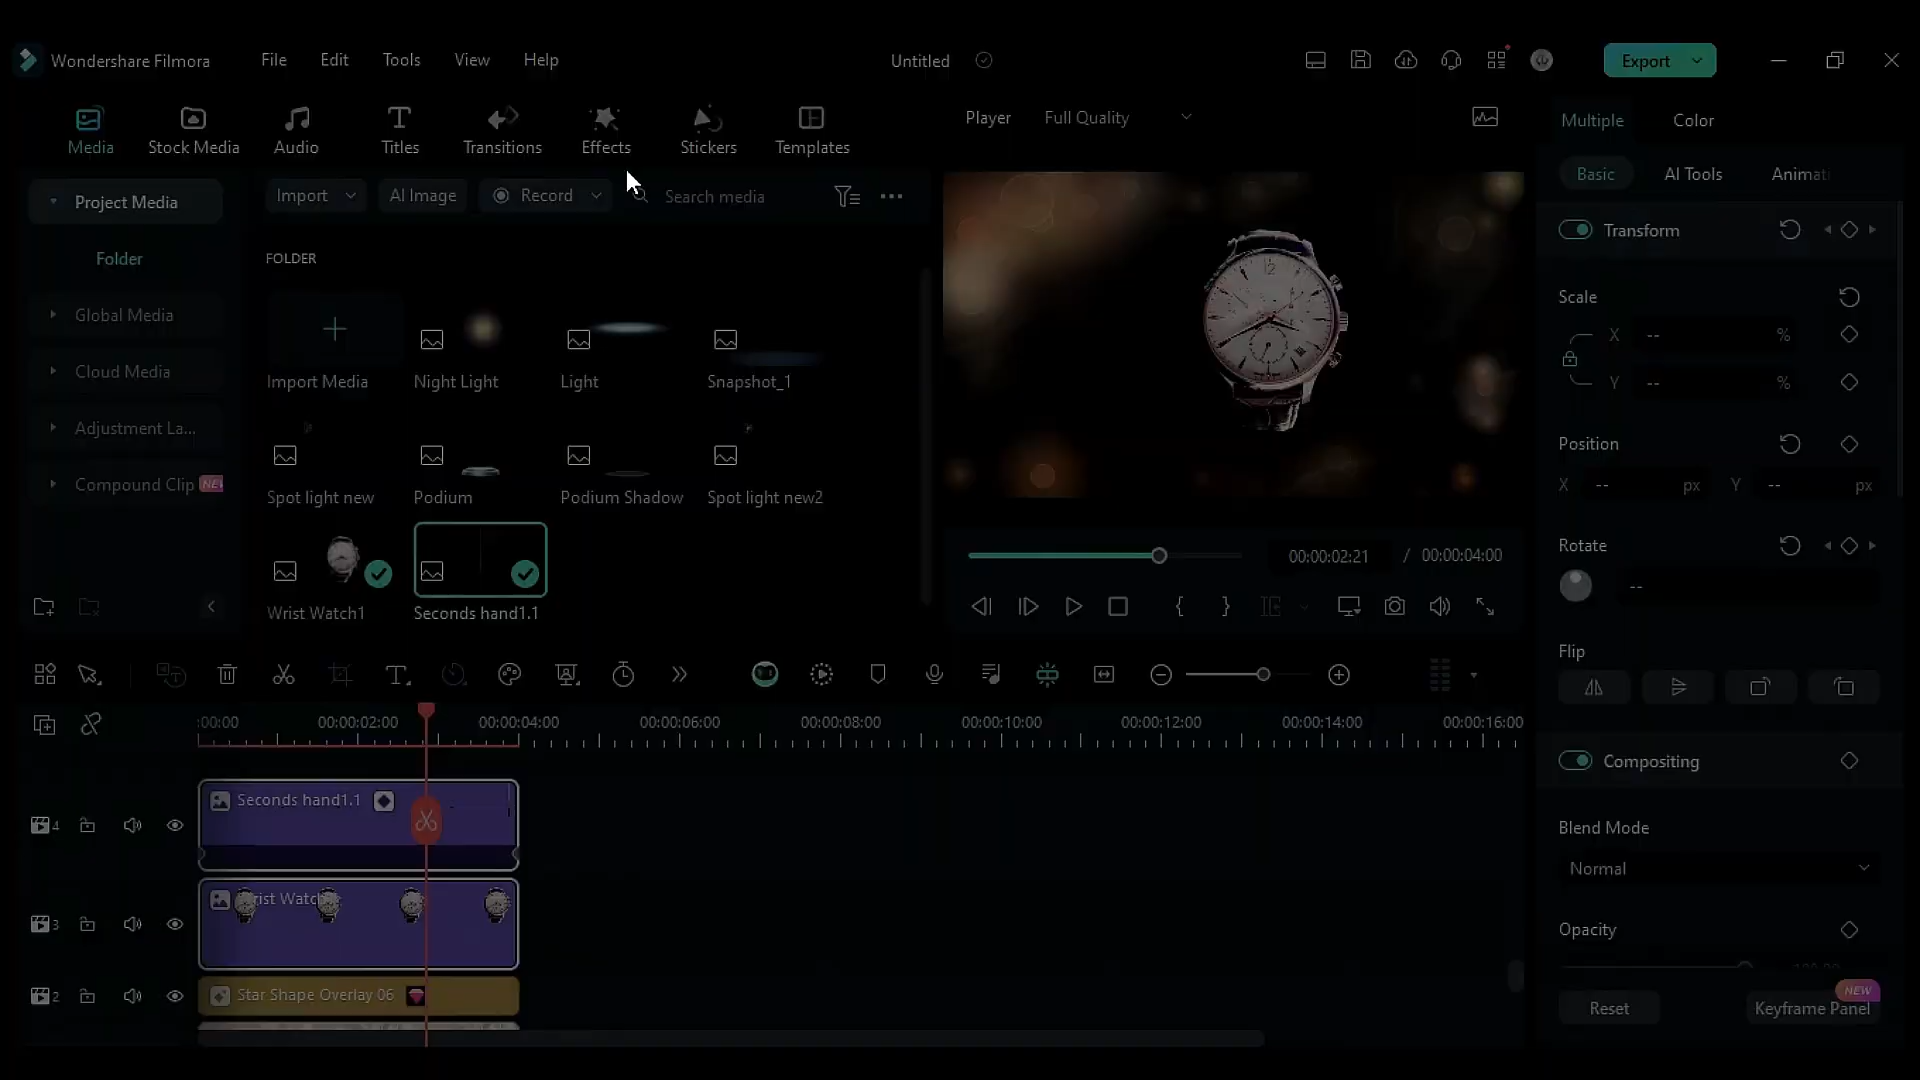 Wondershare Filmora
File
Edit
Tools
View
Help
Untitled
Export
Media
Stock Media
Audio
Titles
Transitions
Effects
Stickers
Templates
Player
Full Quality
Multiple
Color
Project Media
Import
AI Image
Record
Search media
Basic
AI Tools
Animati
Folder
FOLDER
Transform
Global Media
Cloud Media
Adjustment La...
Compound Clip
Import Media
Night Light
Light
Snapshot_1
Spot light new
Podium
Podium Shadow
Spot light new2
Wrist Watch1
Seconds hand1.1
Scale
X -- %
Y -- %
Position
X -- px Y -- px
Rotate
--
00:00:02:21 / 00:00:04:00
Flip
:00:00
00:00:02:00
00:00:04:00
00:00:06:00
00:00:08:00
00:00:10:00
00:00:12:00
00:00:14:00
00:00:16:00
Compositing
Seconds hand1.1
4
Blend Mode
Normal
3
Opacity
2
Star Shape Overlay 06
Reset
NEW
Keyframe Panel